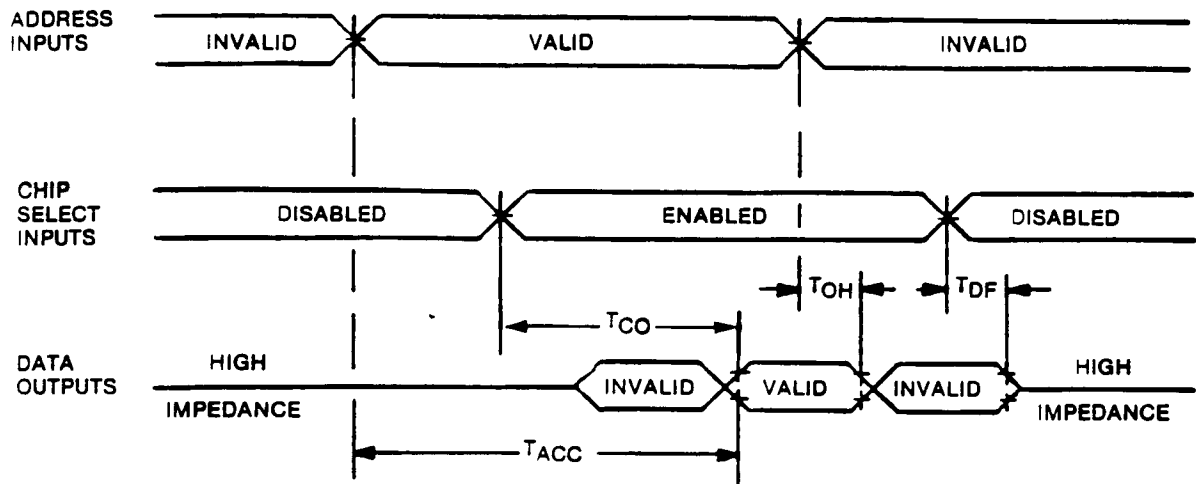 ADDRESS
INPUTS
INVALID
VALID
INVALID
CHIP
SELECT
INPUTS
DISABLED
ENABLED
DISABLED
TOH
TDF
TCO
DATA
OUTPUTS
HIGH
IMPEDANCE
INVALID
VALID
INVALID
HIGH
IMPEDANCE
TACC